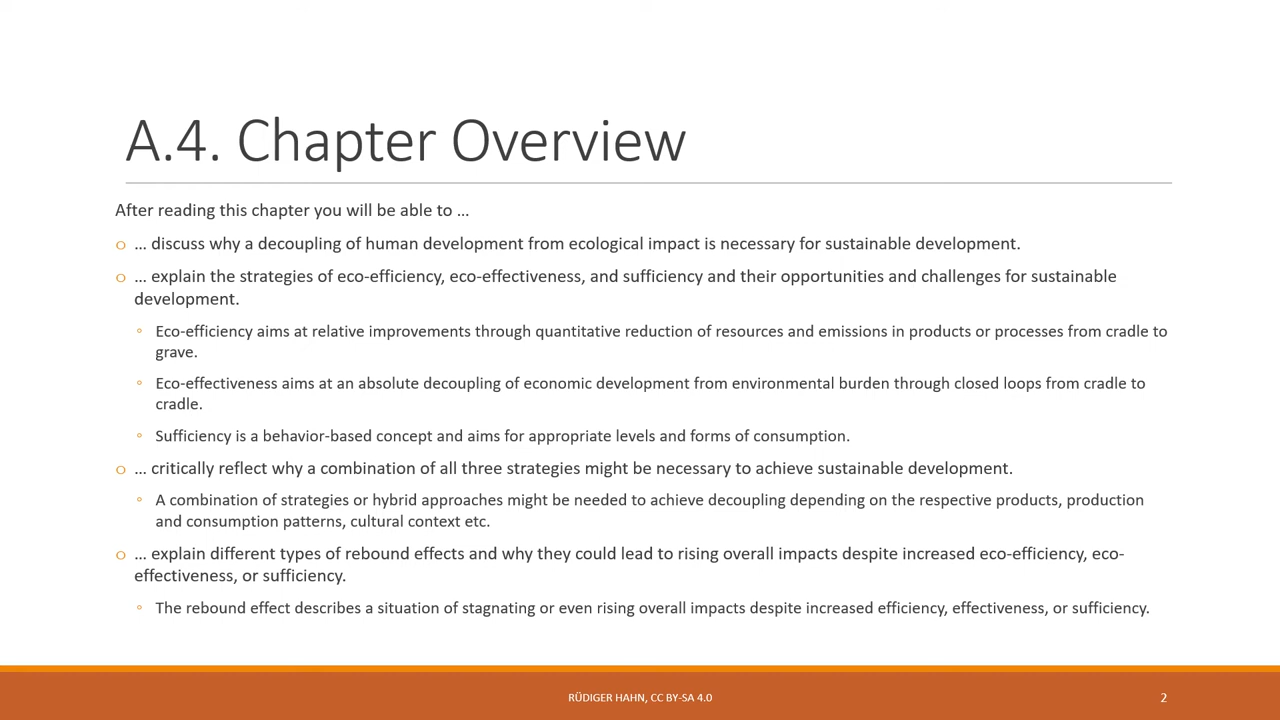 A.4. Chapter Overview
After reading this chapter you will be able to …
o … discuss why a decoupling of human development from ecological impact is necessary for sustainable development.
o … explain the strategies of eco-efficiency, eco-effectiveness, and sufficiency and their opportunities and challenges for sustainable
development.
◦ Eco-efficiency aims at relative improvements through quantitative reduction of resources and emissions in products or processes from cradle to
grave.
◦ Eco-effectiveness aims at an absolute decoupling of economic development from environmental burden through closed loops from cradle to
cradle.
◦ Sufficiency is a behavior-based concept and aims for appropriate levels and forms of consumption.
o … critically reflect why a combination of all three strategies might be necessary to achieve sustainable development.
◦ A combination of strategies or hybrid approaches might be needed to achieve decoupling depending on the respective products, production
and consumption patterns, cultural context etc.
o … explain different types of rebound effects and why they could lead to rising overall impacts despite increased eco-efficiency, eco-
effectiveness, or sufficiency.
◦ The rebound effect describes a situation of stagnating or even rising overall impacts despite increased efficiency, effectiveness, or sufficiency.
RÜDIGER HAHN, CC BY-SA 4.0
2